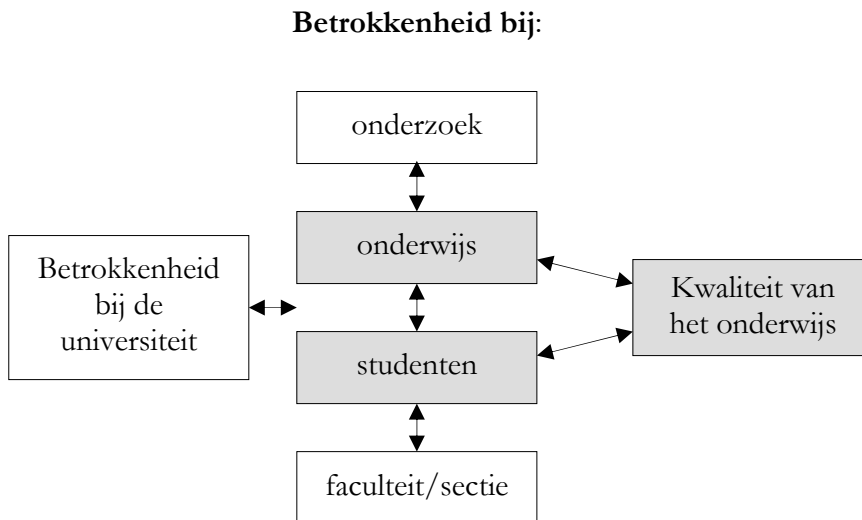 Betrokkenheid bij:
onderzoek
onderwijs
Betrokkenheid
bij de
universiteit
Kwaliteit van
het onderwijs
studenten
faculteit/sectie